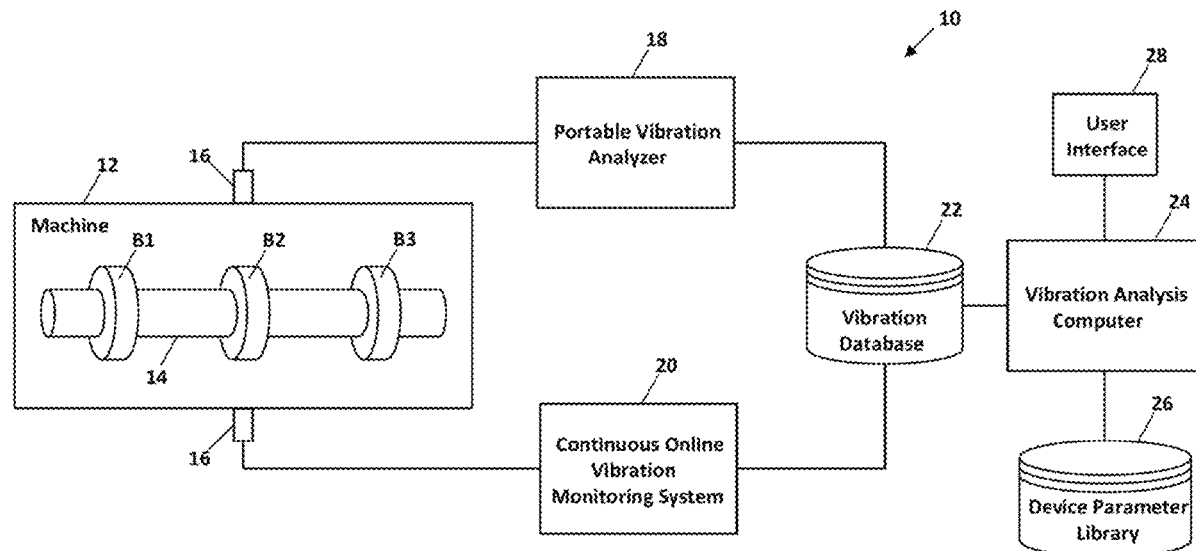 10
18
Portable Vibration
Analyzer
28
User
Interface
16
12
Machine
B1
B2
B3
14
22
Vibration
Database
24
Vibration Analysis
Computer
20
16
Continuous Online
Vibration
Monitoring System
26
Device Parameter
Library